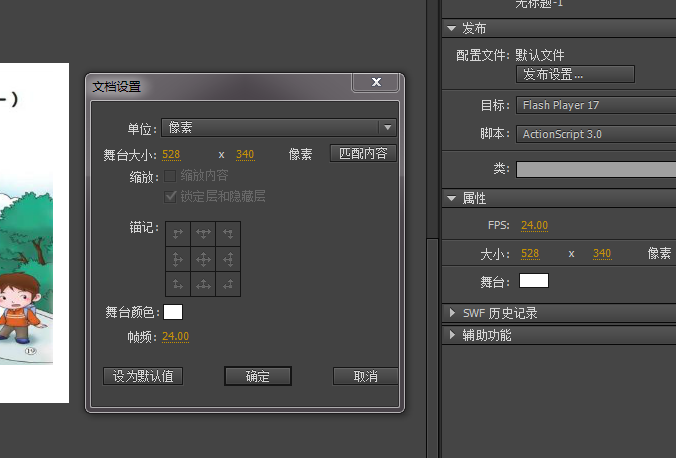 无标题-1
发布
配置文件: 默认文件
发布设置...
目标: Flash Player 17
脚本: ActionScript 3.0
类:
属性
FPS: 24.00
大小: 528 x 340 像素
舞台:
SWF 历史记录
辅助功能
文档设置
x
单位: 像素
舞台大小: 528 x 340 像素 匹配内容
缩放: 缩放内容
锁定层和隐藏层
锚记:
舞台颜色:
帧频: 24.00
设为默认值 确定 取消
)
19